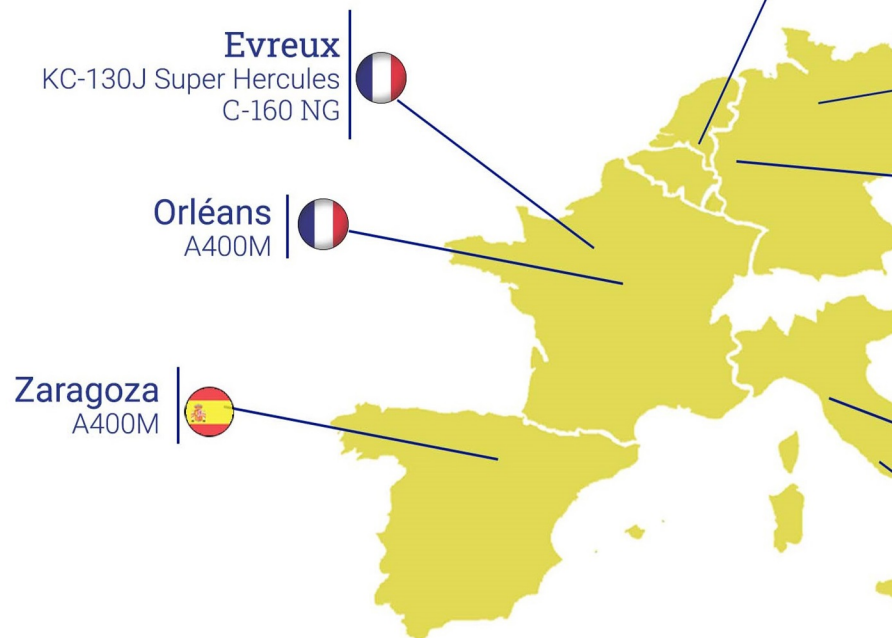 Evreux
KC-130J Super Hercules
C-160 NG
Orléans
A400M
Zaragoza
A400M